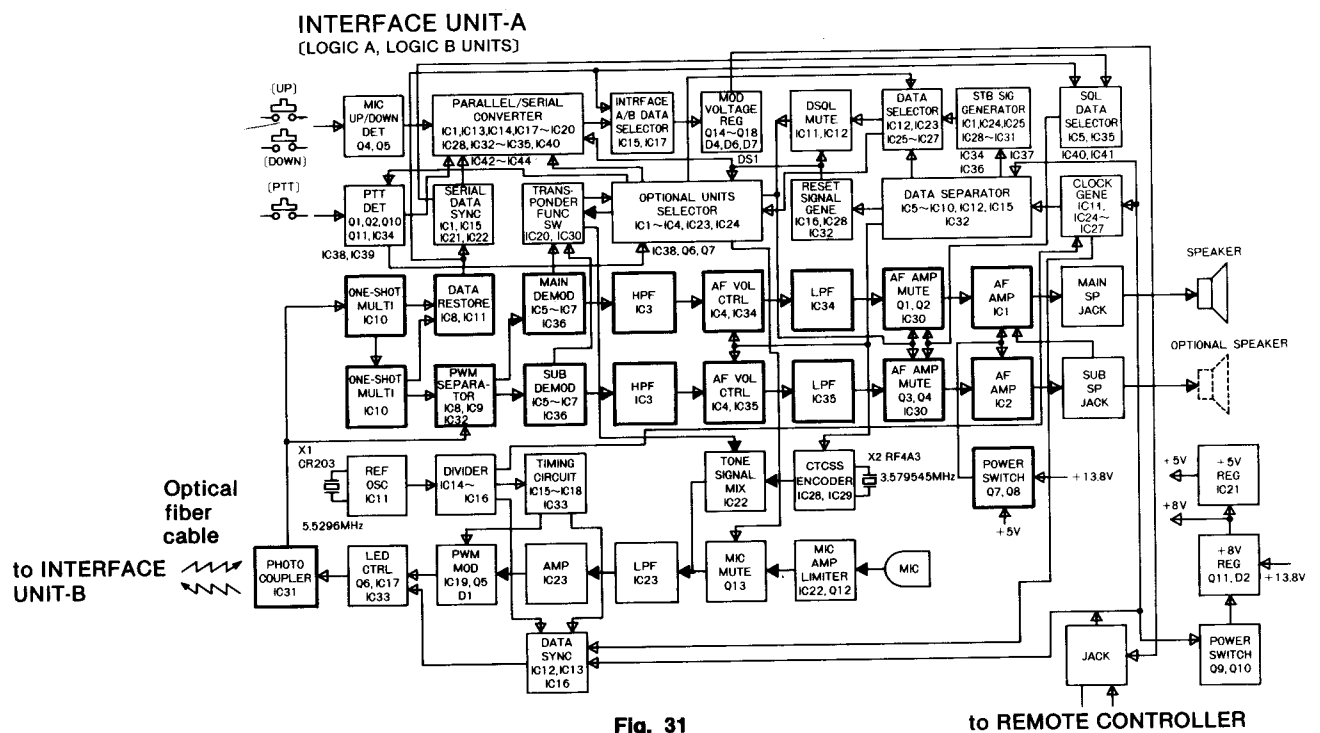 INTERFACE UNIT-A
(LOGIC A, LOGIC B UNITS)
(UP)
(DOWN)
(PTT)
MIC
UP/DOWN
DET
Q4, Q5
PARALLEL/SERIAL
CONVERTER
IC1,IC13,IC14,IC17~IC20
IC28,IC32~IC35,IC40
IC42~IC44
INTRFACE
A/B DATA
SELECTOR
IC15, IC17
MOD
VOLTAGE
REG
Q14~Q18
D4, D6, D7
DS1
DSQL
MUTE
IC11, IC12
DATA
SELECTOR
IC12,IC23
IC25~IC27
STB SIG
GENERATOR
IC1,IC24,IC25
IC28~IC31
IC34
IC36
IC37
SQL DATA
SELECTOR
IC5, IC35
IC40, IC41
PTT
DET
Q1,Q2,Q10
Q11,IC34
IC38, IC39
SERIAL
DATA
SYNC
IC1, IC15
IC21, IC22
TRANS-
PONDER
FUNC
SW
IC20, IC30
OPTIONAL UNITS
SELECTOR
IC1~IC4, IC23, IC24
IC38, Q6, Q7
RESET
SIGNAL
GENE
IC16,IC28
IC32
DATA SEPARATOR
IC5~IC10, IC12, IC15
IC32
CLOCK
GENE
IC11,
IC24~
IC27
ONE-SHOT
MULTI
IC10
DATA
RESTORE
IC8, IC11
MAIN
DEMOD
IC5~IC7
IC36
HPF
IC3
AF VOL
CTRL
IC4, IC34
LPF
IC34
AF AMP
MUTE
Q1, Q2
IC30
AF
AMP
IC1
MAIN
SP
JACK
SPEAKER
ONE-SHOT
MULTI
IC10
PWM
SEPARA-
TOR
IC8, IC9
IC32
SUB
DEMOD
IC5~IC7
IC36
HPF
IC3
AF VOL
CTRL
IC4, IC35
LPF
IC35
AF AMP
MUTE
Q3, Q4
IC30
AF
AMP
IC2
SUB
SP
JACK
OPTIONAL SPEAKER
X1
CR203
5.5296MHz
REF
OSC
IC11
DIVIDER
IC14~
IC16
TIMING
CIRCUIT
IC15~IC18
IC33
TONE
SIGNAL
MIX
IC22
CTCSS
ENCODER
IC28, IC29
X2 RF4A3
3.579545MHz
POWER
SWITCH
Q7, Q8
+13.8V
+5V
+5V
+5V
REG
IC21
+8V
+8V
REG
Q11, D2
+13.8V
Optical
fiber
cable
to INTERFACE
UNIT-B
PHOTO
COUPLER
IC31
LED
CTRL
Q6, IC17
IC33
PWM
MOD
IC19, Q5
D1
AMP
IC23
LPF
IC23
MIC
MUTE
Q13
MIC
AMP
LIMITER
IC22, Q12
MIC
DATA
SYNC
IC12, IC13
IC16
JACK
POWER
SWITCH
Q9, Q10
to REMOTE CONTROLLER
Fig. 31